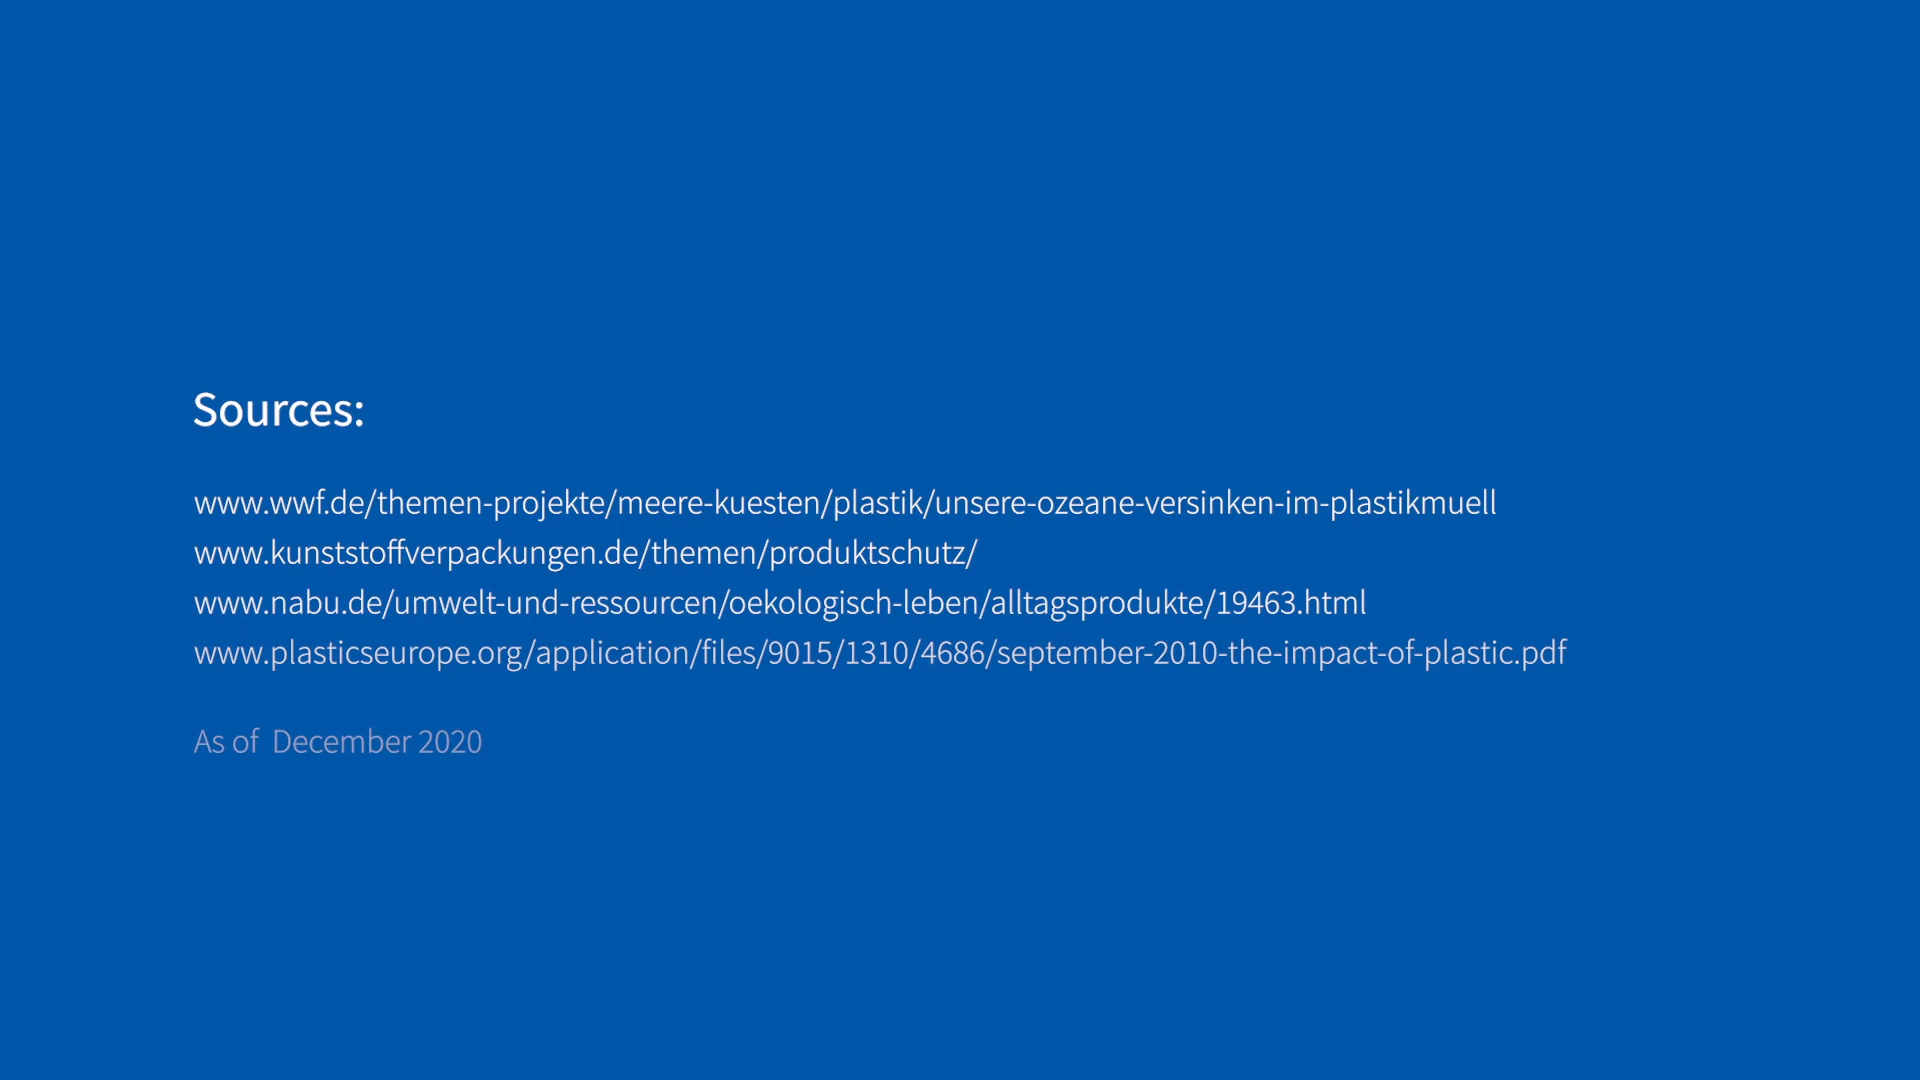 Sources:
www.wwf.de/themen-projekte/meere-kuesten/plastik/unsere-ozeane-versinken-im-plastikmuell
www.kunststoffverpackungen.de/themen/produktschutz/
www.nabu.de/umwelt-und-ressourcen/oekologisch-leben/alltagsprodukte/19463.html
www.plasticseurope.org/application/files/9015/1310/4686/september-2010-the-impact-of-plastic.pdf
As of  December 2020